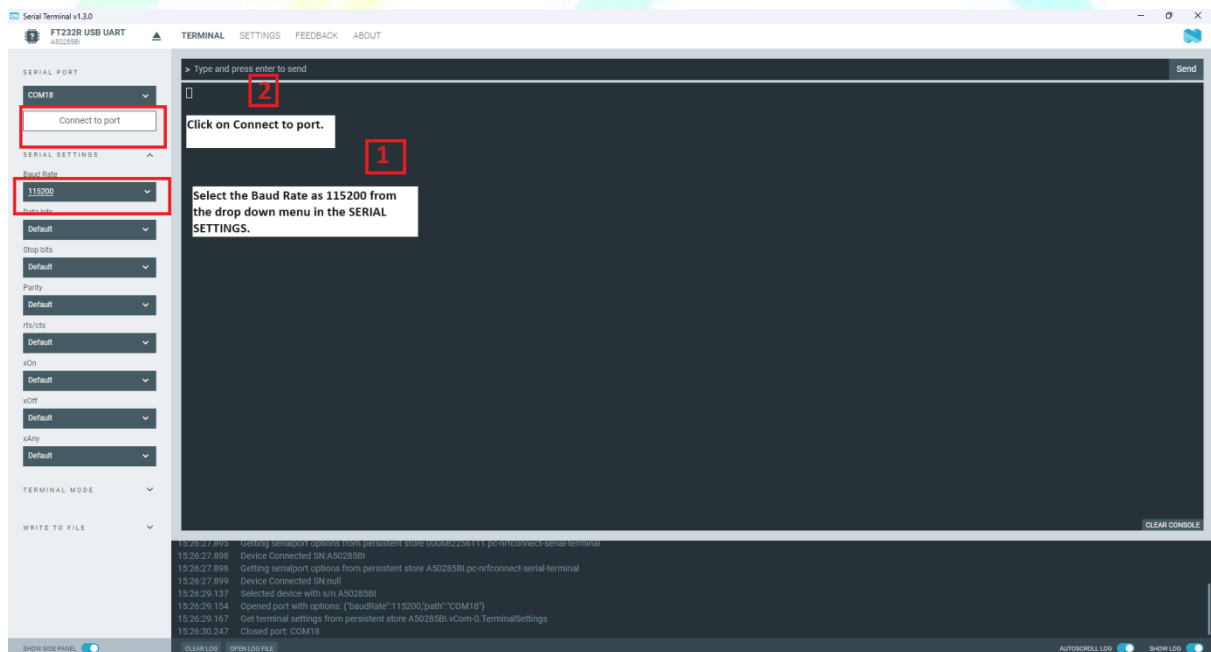 Serial Terminal v1.3.0
FT232R USB UART
A50285BI
TERMINAL SETTINGS FEEDBACK ABOUT
SERIAL PORT
COM18
Connect to port
SERIAL SETTINGS
Baud Rate
115200
Data bits
Default
Stop bits
Default
Parity
Default
rts/cts
Default
xOn
Default
xOff
Default
xAny
Default
TERMINAL MODE
WRITE TO FILE
SHOW SIDE PANEL
> Type and press enter to send
Send
2
Click on Connect to port.
1
Select the Baud Rate as 115200 from
the drop down menu in the SERIAL
SETTINGS.
CLEAR CONSOLE
15:26:27.895 Getting serialport options from persistent store 000682256111.pc-nrfconnect-serial-terminal
15:26:27.898 Device Connected SN:A50285BI
15:26:27.898 Getting serialport options from persistent store A50285BI.pc-nrfconnect-serial-terminal
15:26:27.899 Device Connected SN:null
15:26:29.137 Selected device with s/n A50285BI
15:26:29.154 Opened port with options: {"baudRate":115200,"path":"COM18"}
15:26:29.167 Get terminal settings from persistent store A50285BI.vCom-0.TerminalSettings
15:26:30.247 Closed port: COM18
CLEAR LOG OPEN LOG FILE
AUTOSCROLL LOG SHOW LOG